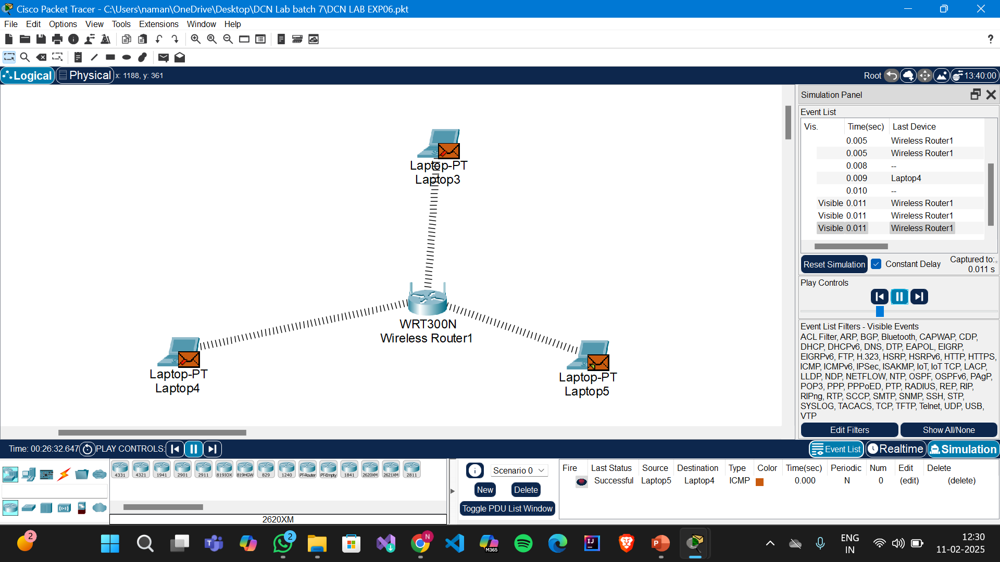 Cisco Packet Tracer - C:\Users\naman\OneDrive\Desktop\DCN Lab batch 7\DCN LAB EXP06.pkt
File Edit Options View Tools Extensions Window Help
?
Logical Physical x: 1188, y: 361 Root 13:40:00
Simulation Panel
Event List
Vis. Time(sec) Last Device
0.005 Wireless Router1
0.005 Wireless Router1
0.008 --
0.009 Laptop4
0.010 --
Visible 0.011 Wireless Router1
Visible 0.011 Wireless Router1
Visible 0.011 Wireless Router1
Reset Simulation Constant Delay Captured to:
0.011 s
Play Controls
Event List Filters - Visible Events
ACL Filter, ARP, BGP, Bluetooth, CAPWAP, CDP,
DHCP, DHCPv6, DNS, DTP, EAPOL, EIGRP,
EIGRPv6, FTP, H.323, HSRP, HSRPv6, HTTP, HTTPS,
ICMP, ICMPv6, IPSec, ISAKMP, IoT, IoT TCP, LACP,
LLDP, NDP, NETFLOW, NTP, OSPF, OSPFv6, PAgP,
POP3, PPP, PPPoED, PTP, RADIUS, REP, RIP,
RIPng, RTP, SCCP, SMTP, SNMP, SSH, STP,
SYSLOG, TACACS, TCP, TFTP, Telnet, UDP, USB,
VTP
Edit Filters Show All/None
Laptop-PT
Laptop3
WRT300N
Wireless Router1
Laptop-PT
Laptop4
Laptop-PT
Laptop5
Time: 00:26:32.647 PLAY CONTROLS: Event List Realtime Simulation
4331 4321 1941 2901 2911 819IOX 819HGW 829 1240 PT-Router PT-Empty 1841 2620XM 2621XM 2811
2620XM
Scenario 0
New Delete
Toggle PDU List Window
Fire Last Status Source Destination Type Color Time(sec) Periodic Num Edit Delete
Successful Laptop5 Laptop4 ICMP 0.000 N 0 (edit) (delete)
2 2 N M365 IJ P
ENG
IN
12:30
11-02-2025